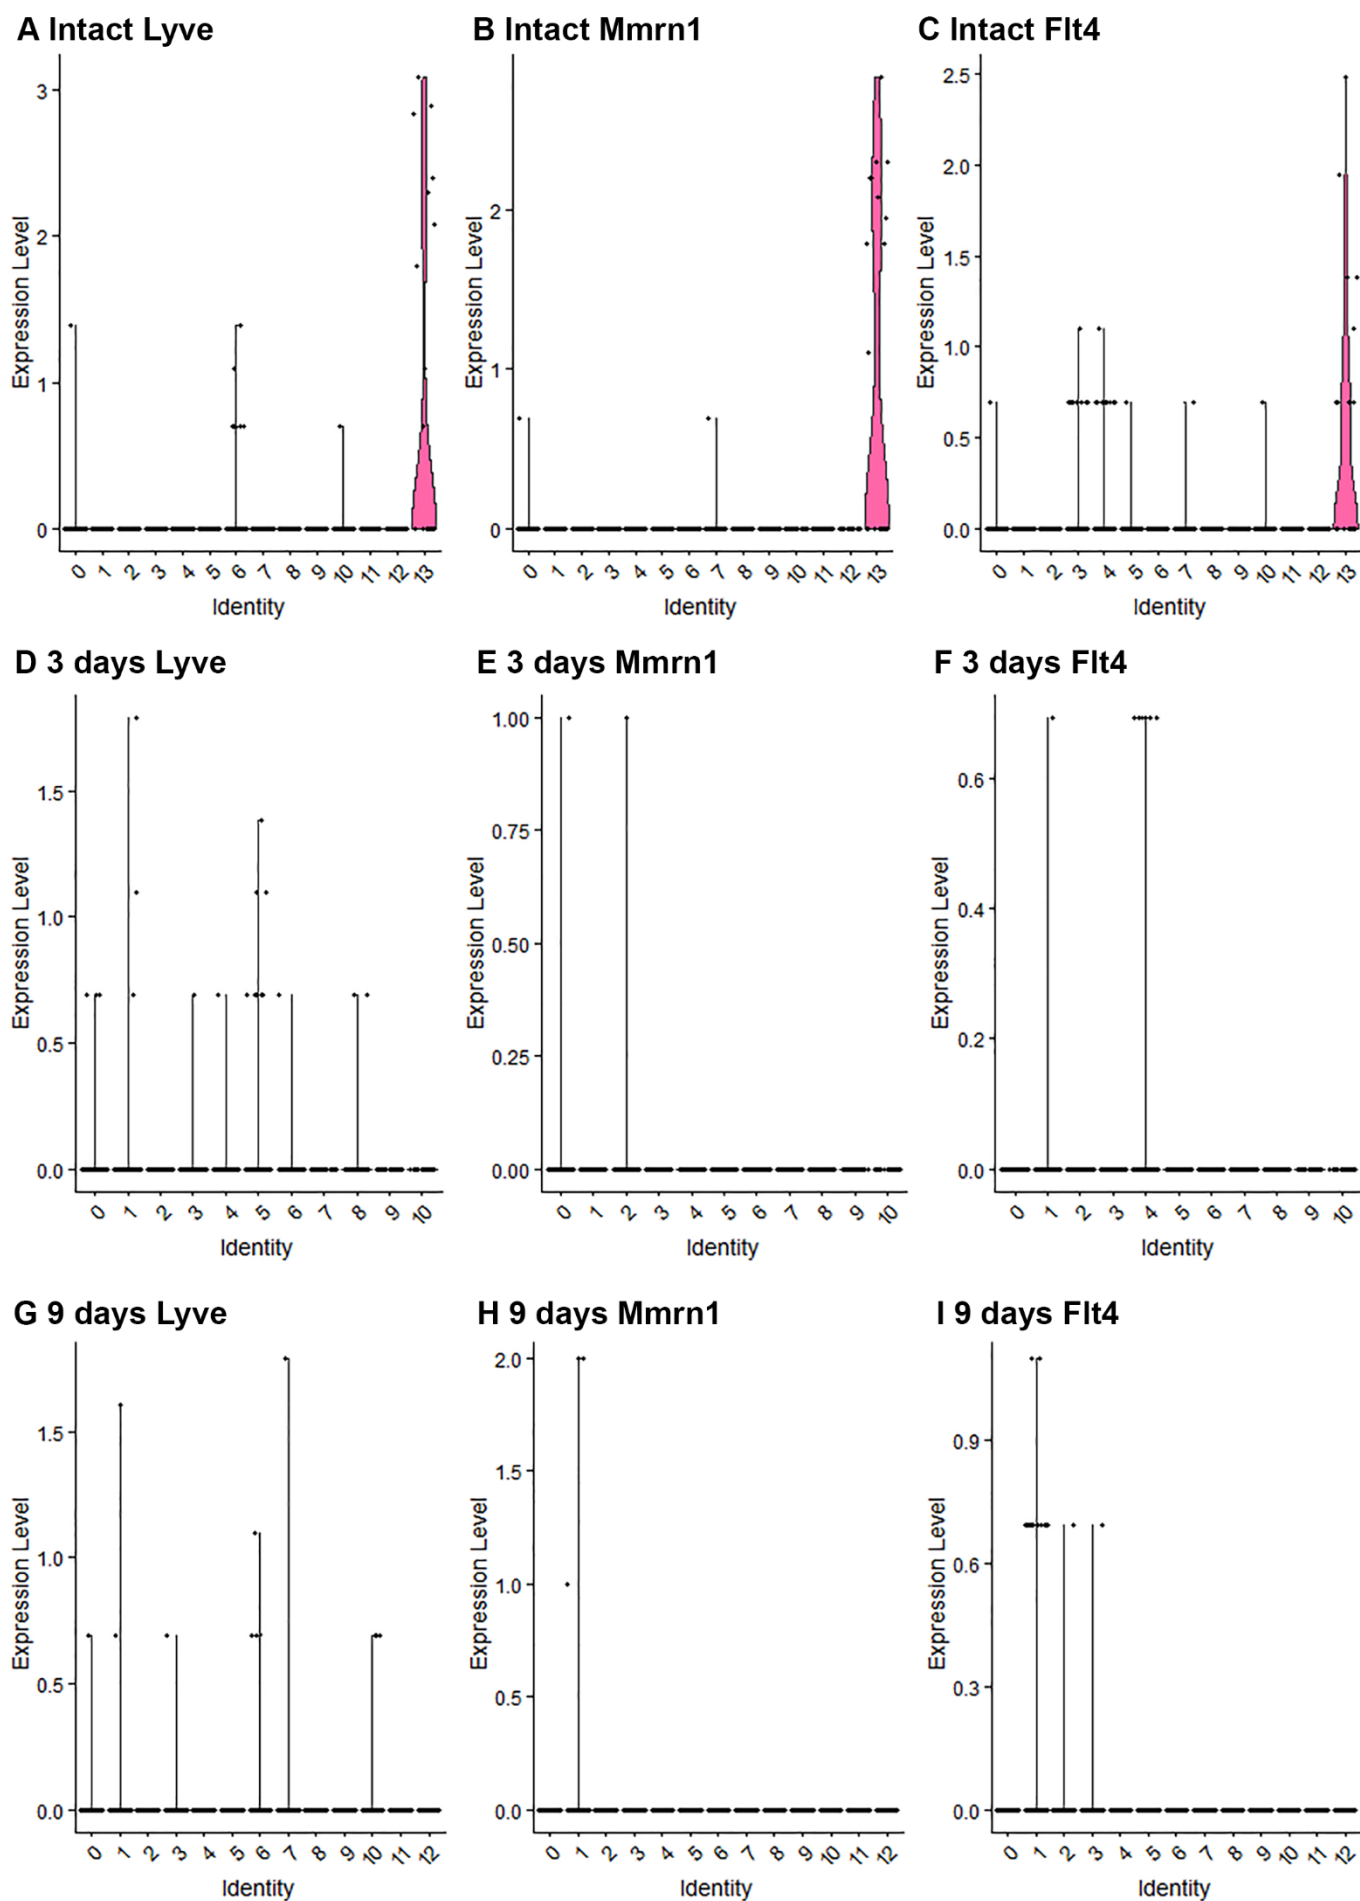 A Intact Lyve
B Intact Mmrn1
C Intact Flt4
Expression Level
3
2
1
0
0 1 2 3 4 5 6 7 8 9 10 11 12 13
Identity
Expression Level
2
1
0
0 1 2 3 4 5 6 7 8 9 10 11 12 13
Identity
Expression Level
2.5
2.0
1.5
1.0
0.5
0.0
0 1 2 3 4 5 6 7 8 9 10 11 12 13
Identity
D 3 days Lyve
E 3 days Mmrn1
F 3 days Flt4
Expression Level
1.5
1.0
0.5
0.0
0 1 2 3 4 5 6 7 8 9 10
Identity
Expression Level
1.00
0.75
0.50
0.25
0.00
0 1 2 3 4 5 6 7 8 9 10
Identity
Expression Level
0.6
0.4
0.2
0.0
0 1 2 3 4 5 6 7 8 9 10
Identity
G 9 days Lyve
H 9 days Mmrn1
I 9 days Flt4
Expression Level
1.5
1.0
0.5
0.0
0 1 2 3 4 5 6 7 8 9 10 11 12
Identity
Expression Level
2.0
1.5
1.0
0.5
0.0
0 1 2 3 4 5 6 7 8 9 10 11 12
Identity
Expression Level
0.9
0.6
0.3
0.0
0 1 2 3 4 5 6 7 8 9 10 11 12
Identity